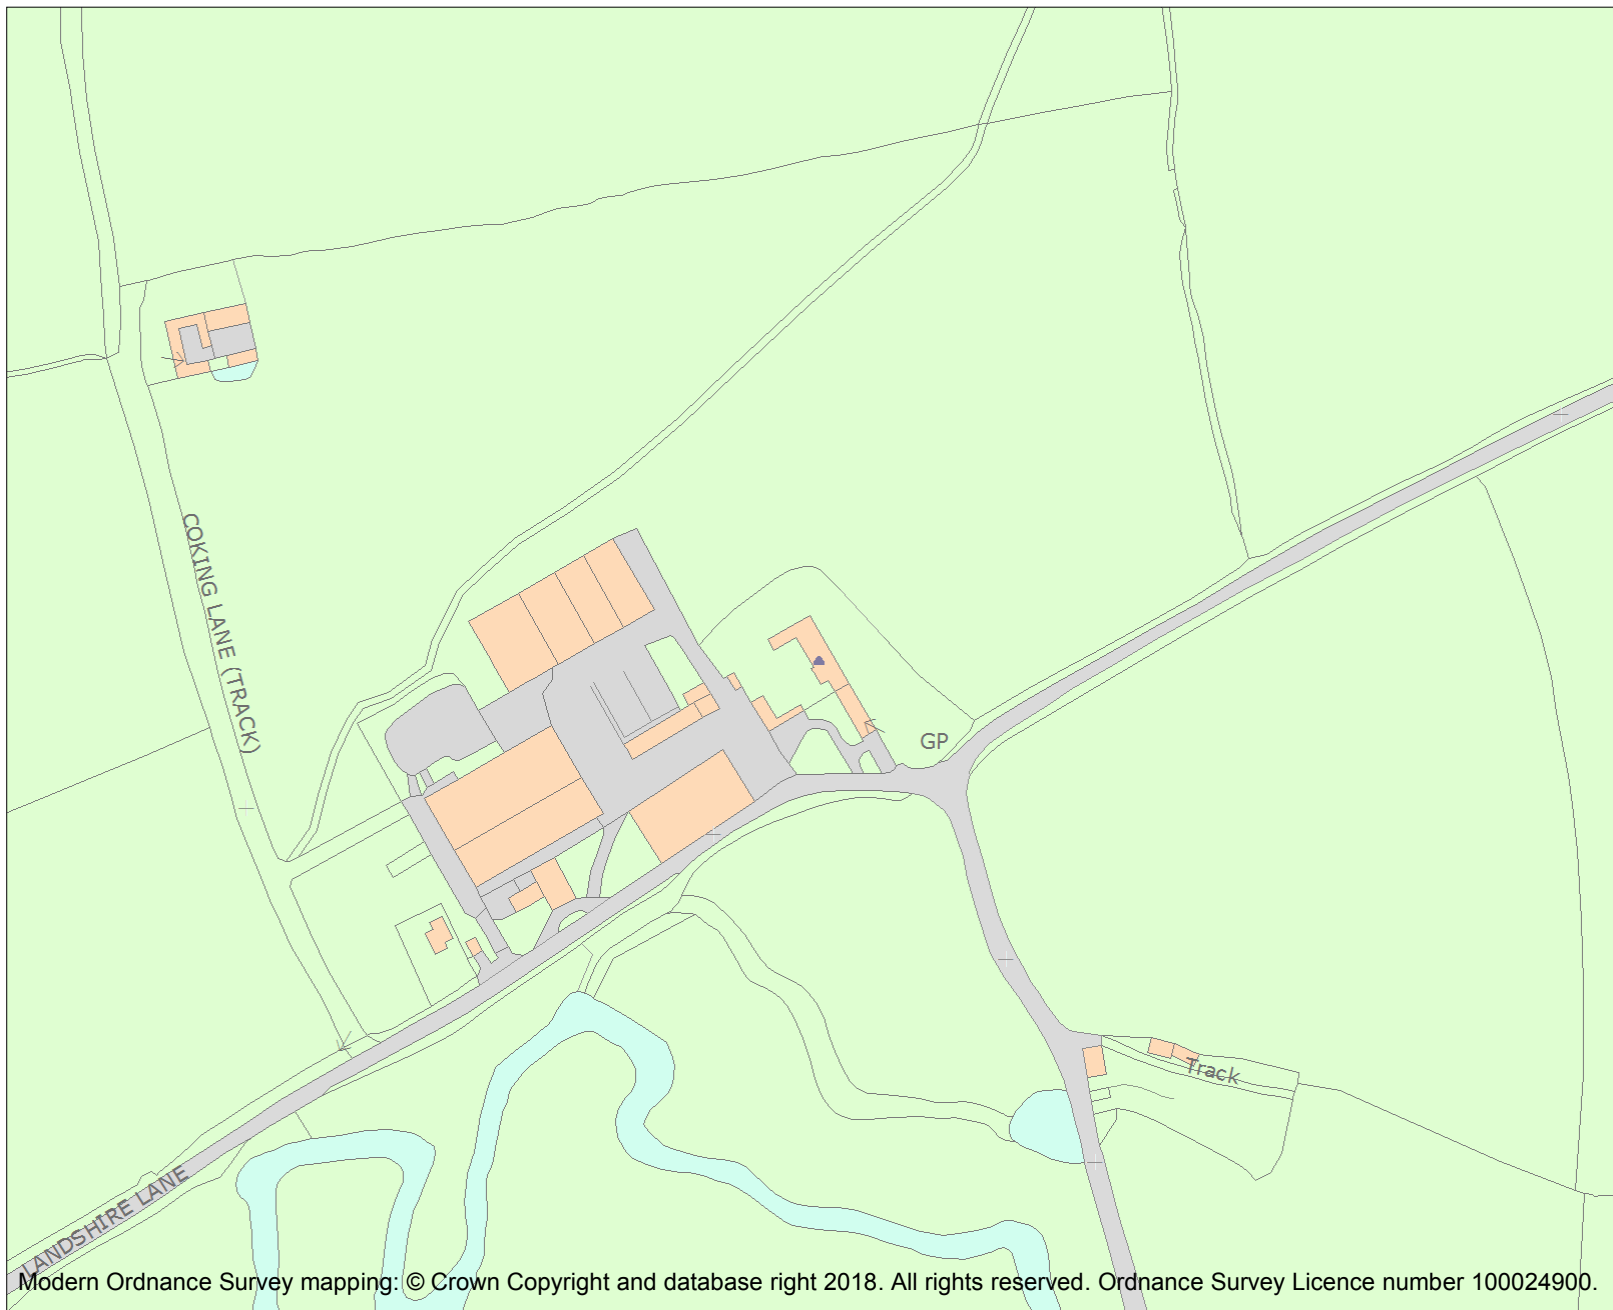 COKING LANE (TRACK)
GP
Track
LANDSHIRE LANE
Modern Ordnance Survey mapping: © Crown Copyright and database right 2018. All rights reserved. Ordnance Survey Licence number 100024900.